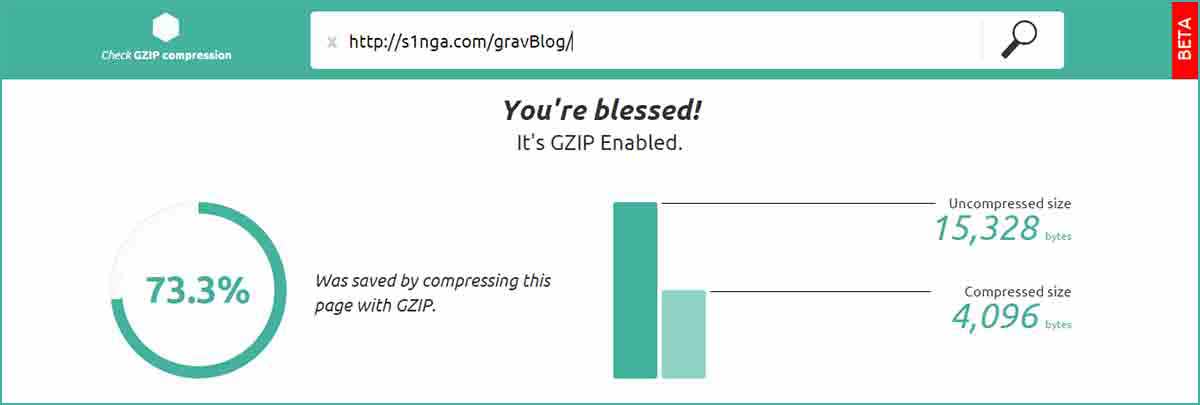 Check GZIP compression
x http://s1nga.com/gravBlog/
BETA
You're blessed!
It's GZIP Enabled.
73.3%
Was saved by compressing this
page with GZIP.
Uncompressed size
15,328 bytes
Compressed size
4,096 bytes